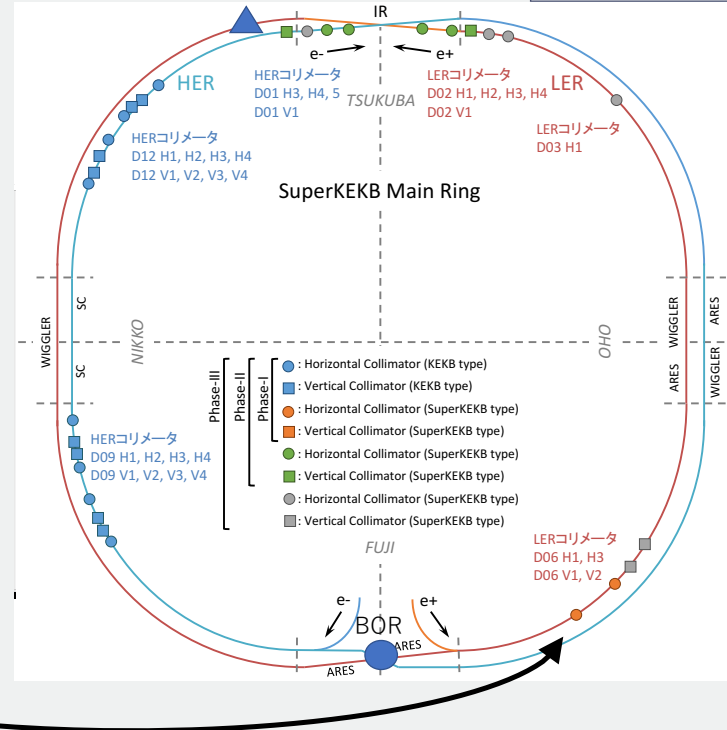 IR
e-
e+
HER
HERコリメータ
D01 H3, H4, 5
D01 V1
TSUKUBA
LERコリメータ
D02 H1, H2, H3, H4
D02 V1
LER
LERコリメータ
D03 H1
HERコリメータ
D12 H1, H2, H3, H4
D12 V1, V2, V3, V4
SuperKEKB Main Ring
WIGGLER
SC
SC
NIKKO
OHO
WIGGLER
ARES
ARES
WIGGLER
Phase-III
Phase-II
Phase-I
: Horizontal Collimator (KEKB type)
: Vertical Collimator (KEKB type)
: Horizontal Collimator (SuperKEKB type)
: Vertical Collimator (SuperKEKB type)
: Horizontal Collimator (SuperKEKB type)
: Vertical Collimator (SuperKEKB type)
: Horizontal Collimator (SuperKEKB type)
: Vertical Collimator (SuperKEKB type)
HERコリメータ
D09 H1, H2, H3, H4
D09 V1, V2, V3, V4
FUJI
LERコリメータ
D06 H1, H3
D06 V1, V2
e-
e+
BOR
ARES
ARES